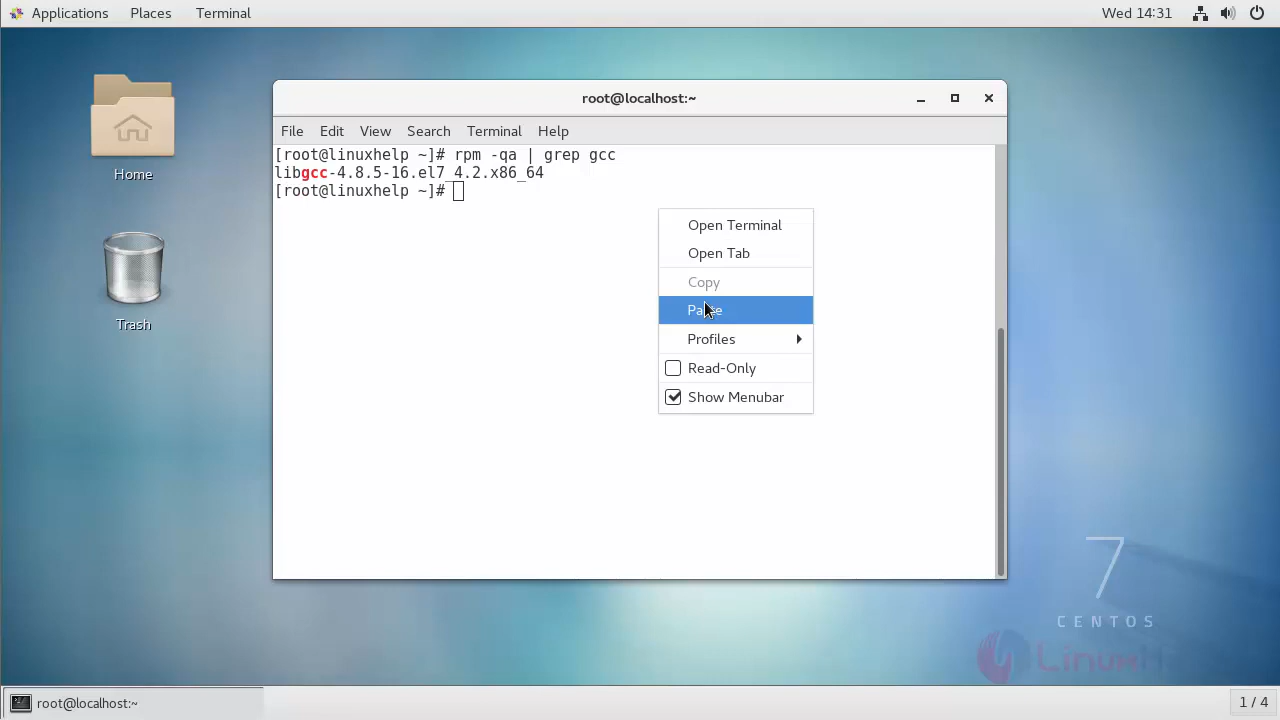 Applications Places Terminal Wed 14:31
root@localhost:~
File Edit View Search Terminal Help
[root@linuxhelp ~]# rpm -qa | grep gcc
libgcc-4.8.5-16.el7_4.2.x86_64
[root@linuxhelp ~]#
Home
Trash
Open Terminal
Open Tab
Copy
Paste
Profiles
Read-Only
Show Menubar
7
CENTOS
root@localhost:~
1 / 4